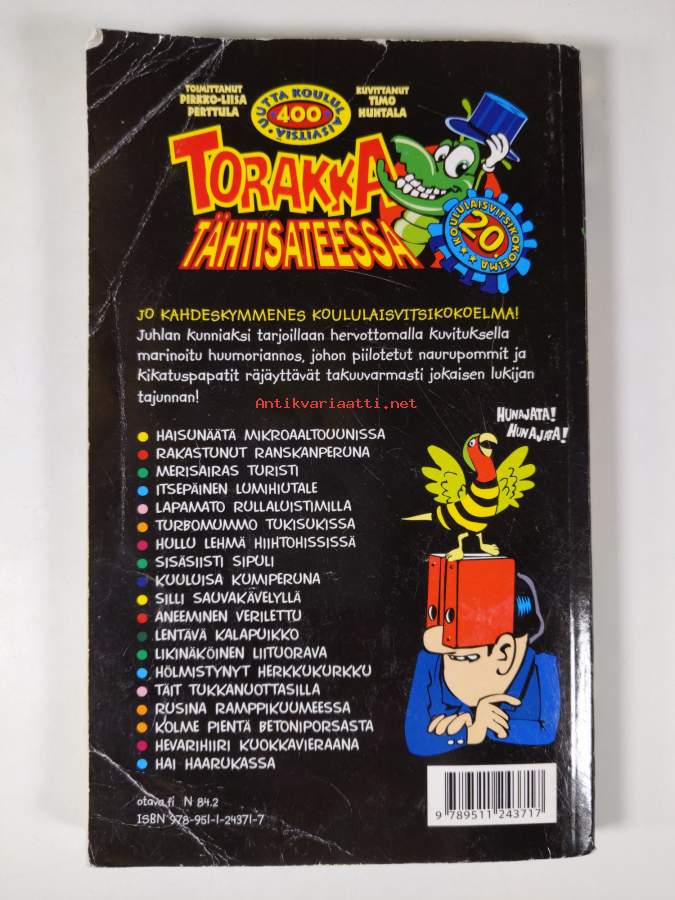 TOIMITTANUT
PIRKKO-LIISA
PERTTULA
UUTTA KOULULAISVITSIÄ
400
KUVITTANUT
TIMO
HUHTALA
TORAKKA
TÄHTISATEESSA
KOULULAISVITSIKOKOELMA
20.
JO KAHDESKYMMENES KOULULAISVITSIKOKOELMA!
Juhlan kunniaksi tarjoillaan hervottomalla kuvituksella
marinoitu huumoriannos, johon piilotetut naurupommit ja
kikatuspapatit räjäyttävät takuuvarmasti jokaisen lukijan
tajunnan!
Antikvariaatti.net
HUNAJATA!
HUNAJATA!
HAISUNÄÄTÄ MIKROAALTOUUNISSA
RAKASTUNUT RANSKANPERUNA
MERISAIRAS TURISTI
ITSEPÄINEN LUMIHIUTALE
LAPAMATO RULLALUISTIMILLA
TURBOMUMMO TUKISUKISSA
HULLU LEHMÄ HIIHTOHISSISSÄ
SISÄSIISTI SIPULI
KUULUISA KUMIPERUNA
SILLI SAUVAKÄVELYLLÄ
ANEEMINEN VERILETTU
LENTÄVÄ KALAPUIKKO
LIKINÄKÖINEN LIITUORAVA
HÖLMISTYNYT HERKKUKURKKU
TÄIT TUKKANUOTTASILLA
RUSINA RAMPPIKUUMEESSA
KOLME PIENTÄ BETONIPORSASTA
HEVARIHIIRI KUOKKAVIERAANA
HAI HAARUKASSA
otava.fi N 84.2
ISBN 978-951-1-24371-7
9 789511 243717